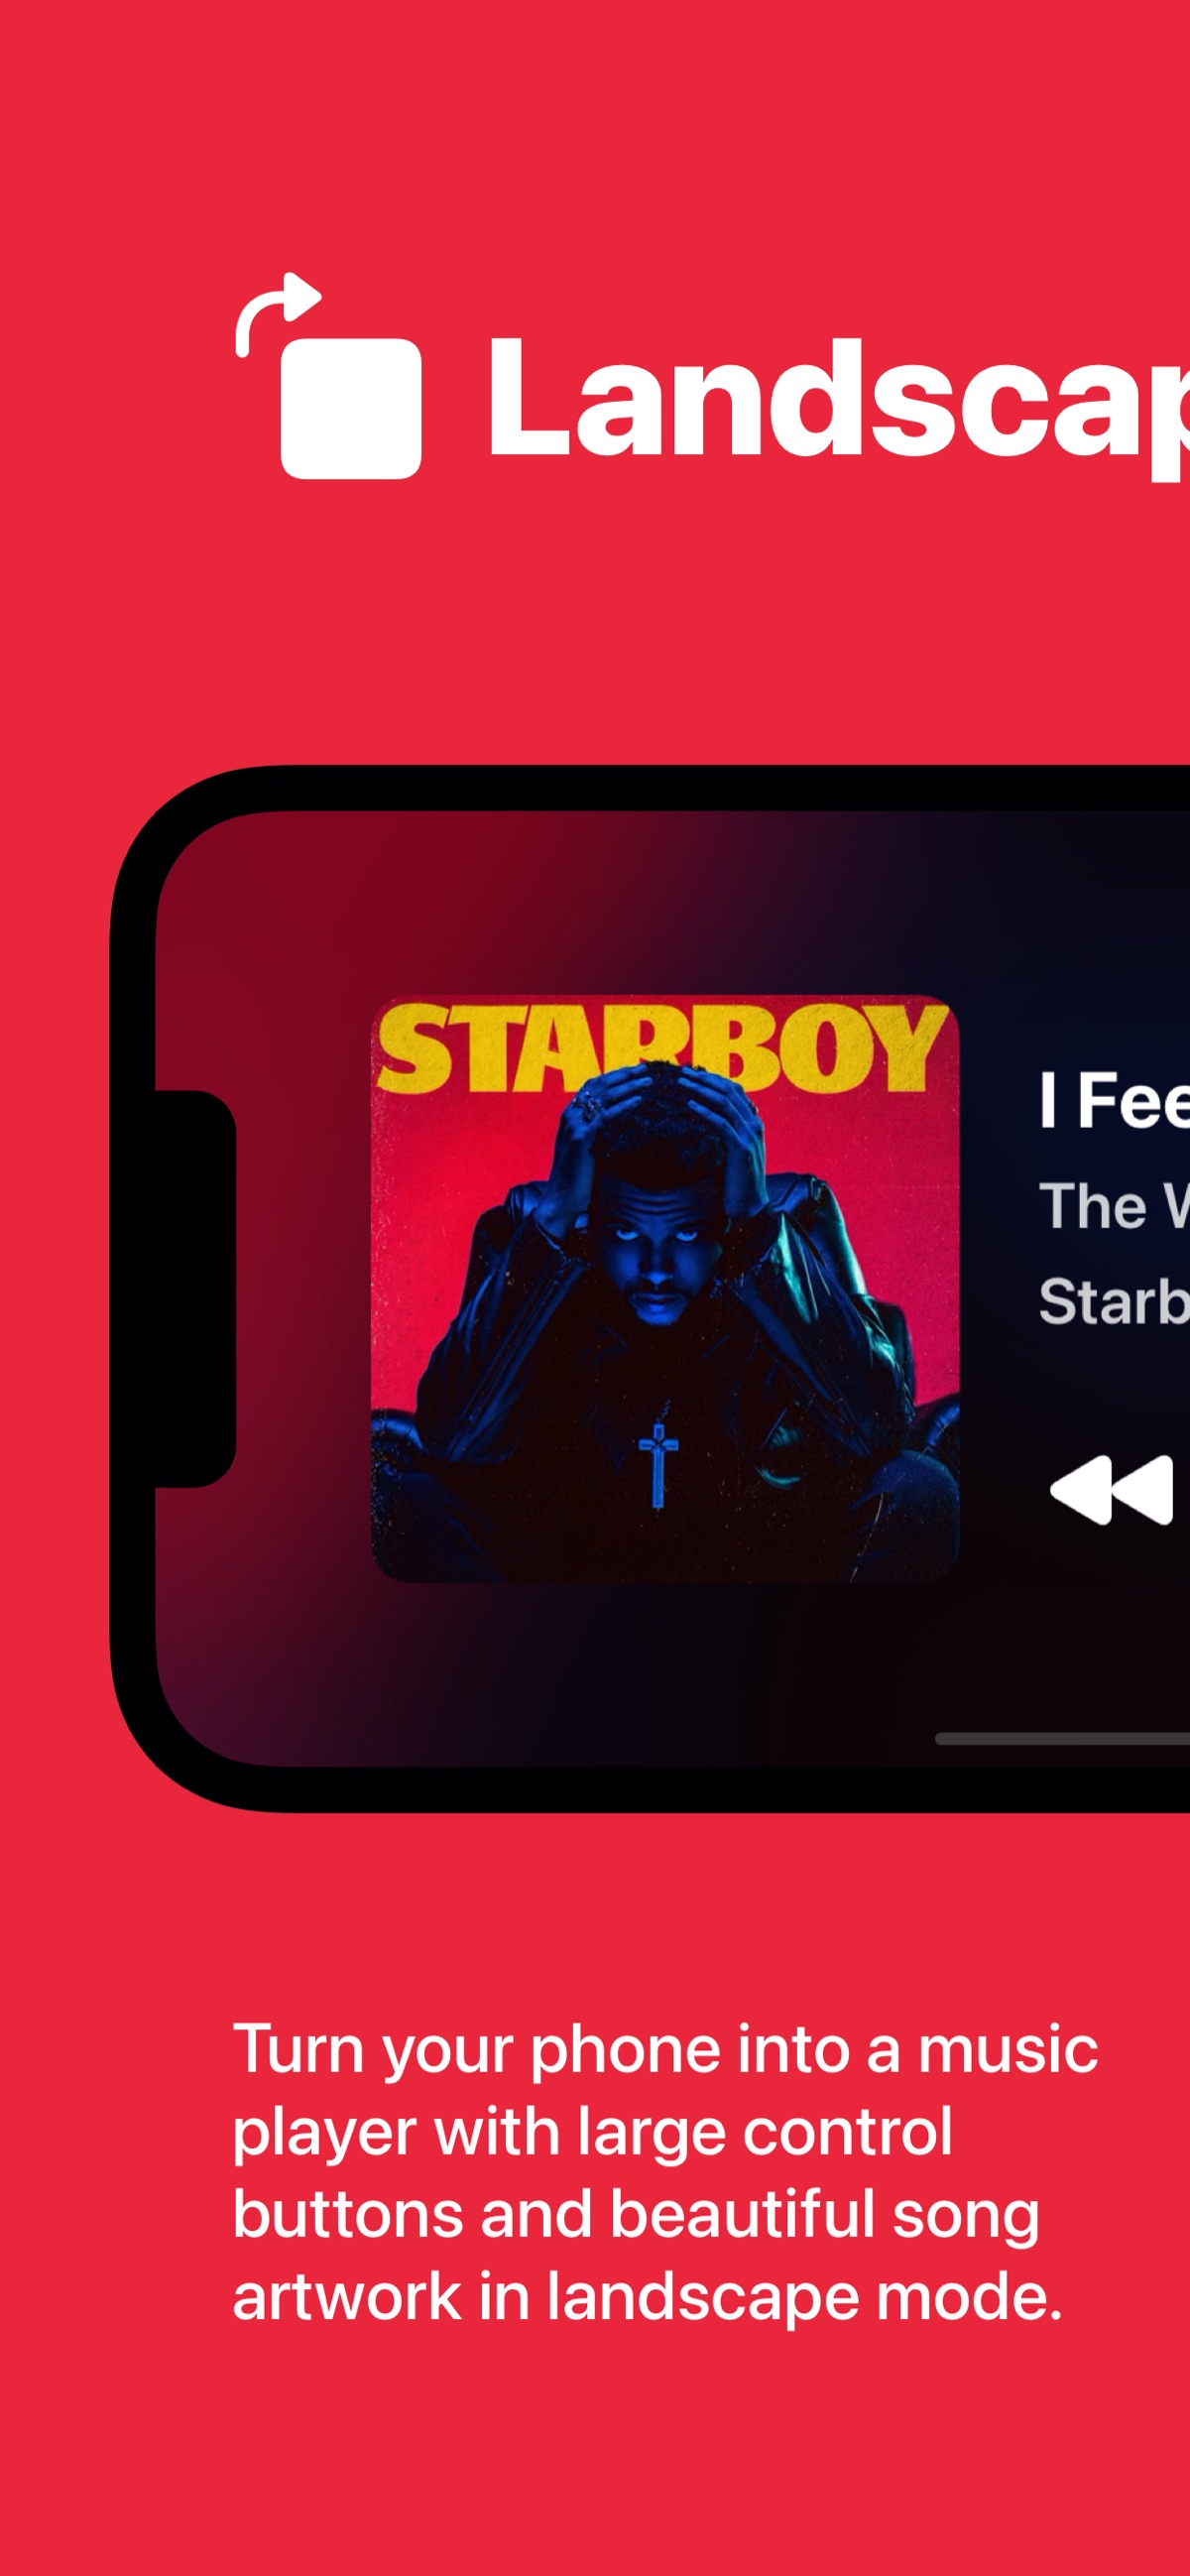 Landscap
STARBOY
I Fee
The W
Starb
Turn your phone into a music
player with large control
buttons and beautiful song
artwork in landscape mode.